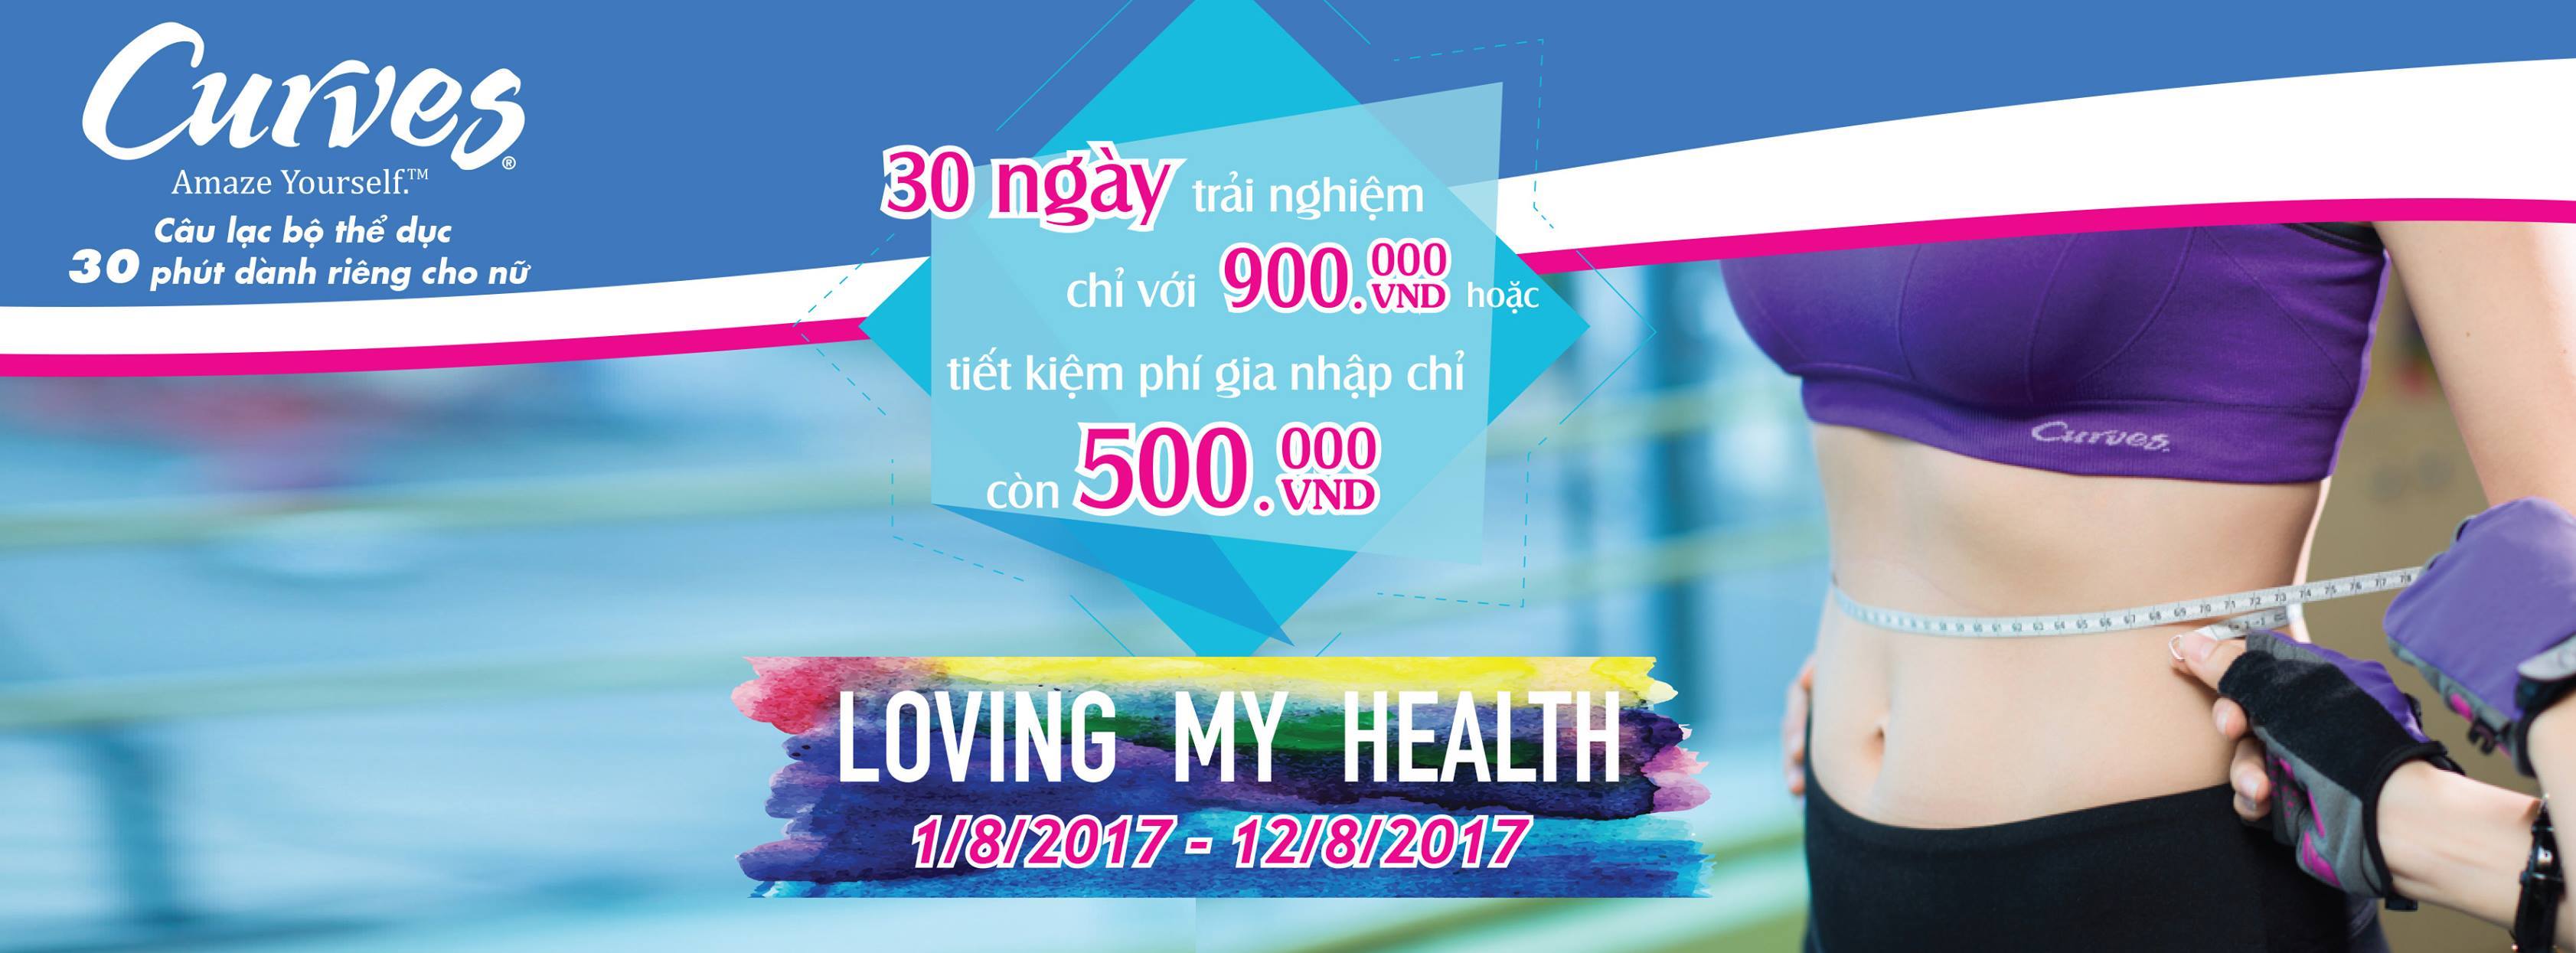 Curves®
Amaze Yourself.™
Câu lạc bộ thể dục
30 phút dành riêng cho nữ
30 ngày trải nghiệm
chỉ với 900.000 VND hoặc
tiết kiệm phí gia nhập chỉ
còn 500.000 VND
LOVING MY HEALTH
1/8/2017 - 12/8/2017
Curves